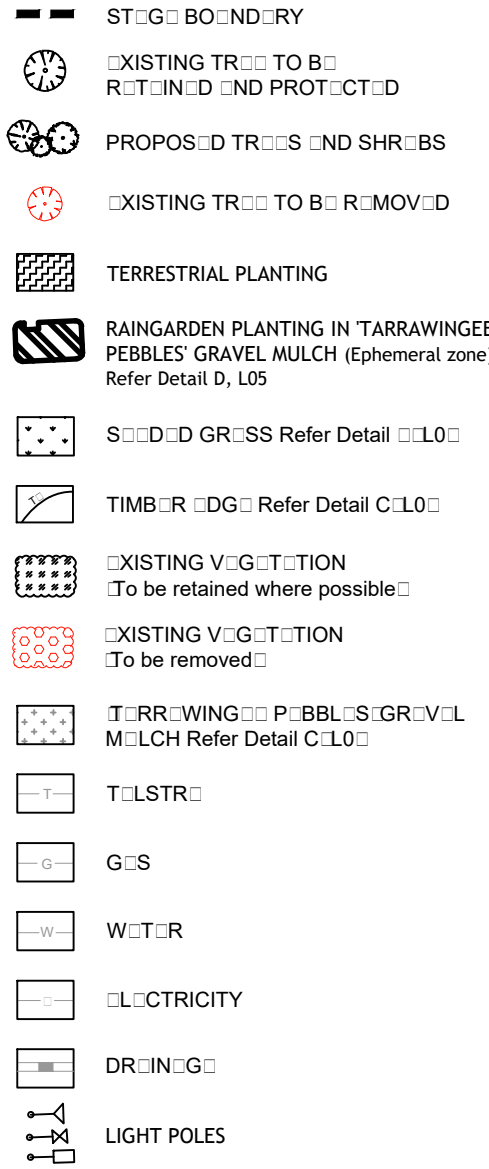 ST□G□ BO□ND□RY
□XISTING TR□□ TO B□
R□T□IN□D □ND PROT□CT□D
PROPOS□D TR□□S □ND SHR□BS
□XISTING TR□□ TO B□ R□MOV□D
TERRESTRIAL PLANTING
RAINGARDEN PLANTING IN 'TARRAWINGEE
PEBBLES' GRAVEL MULCH (Ephemeral zone)
Refer Detail D, L05
S□□D□D GR□SS Refer Detail □□L0□
T□
TIMB□R □DG□ Refer Detail C□L0□
□XISTING V□G□T□TION
□To be retained where possible□
□XISTING V□G□T□TION
□To be removed□
□T□RR□WING□□ P□BBL□S□GR□V□L
M□LCH Refer Detail C□L0□
T
T□LSTR□
G
G□S
W
W□T□R
□
□L□CTRICITY
DR□IN□G□
LIGHT POLES